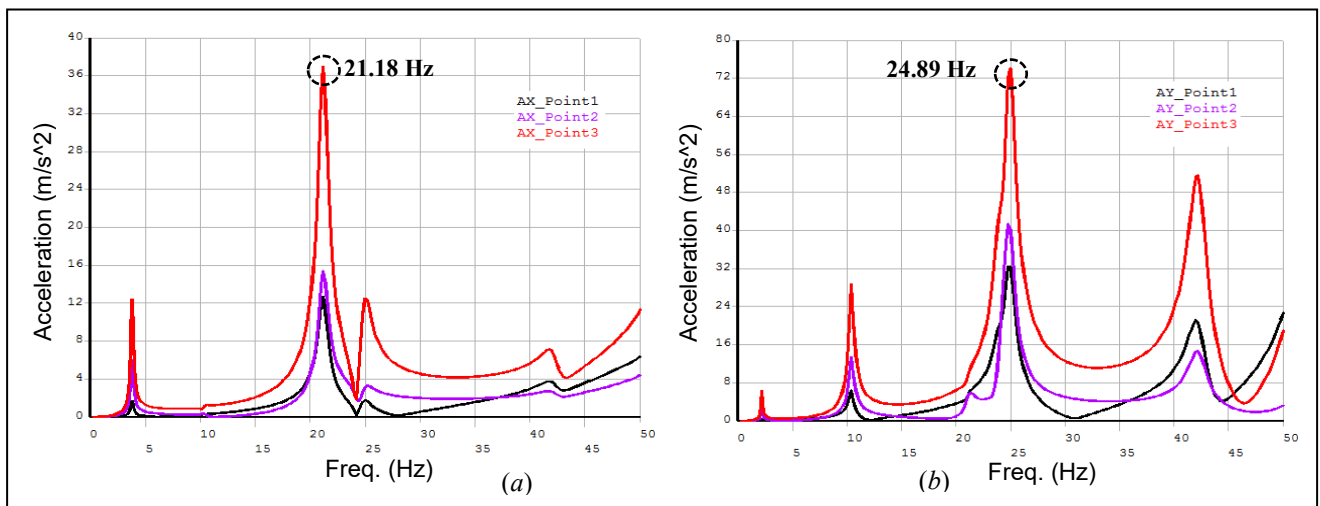 40
36
32
28
24
20
16
12
8
4
0
Acceleration (m/s^2)
21.18 Hz
AX_Point1
AX_Point2
AX_Point3
0 10 20 30 40 50
5 15 25 35 45
Freq. (Hz)
(a)
80
72
64
56
48
40
32
24
16
8
0
Acceleration (m/s^2)
24.89 Hz
AY_Point1
AY_Point2
AY_Point3
0 10 20 30 40 50
5 15 25 35 45
Freq. (Hz)
(b)